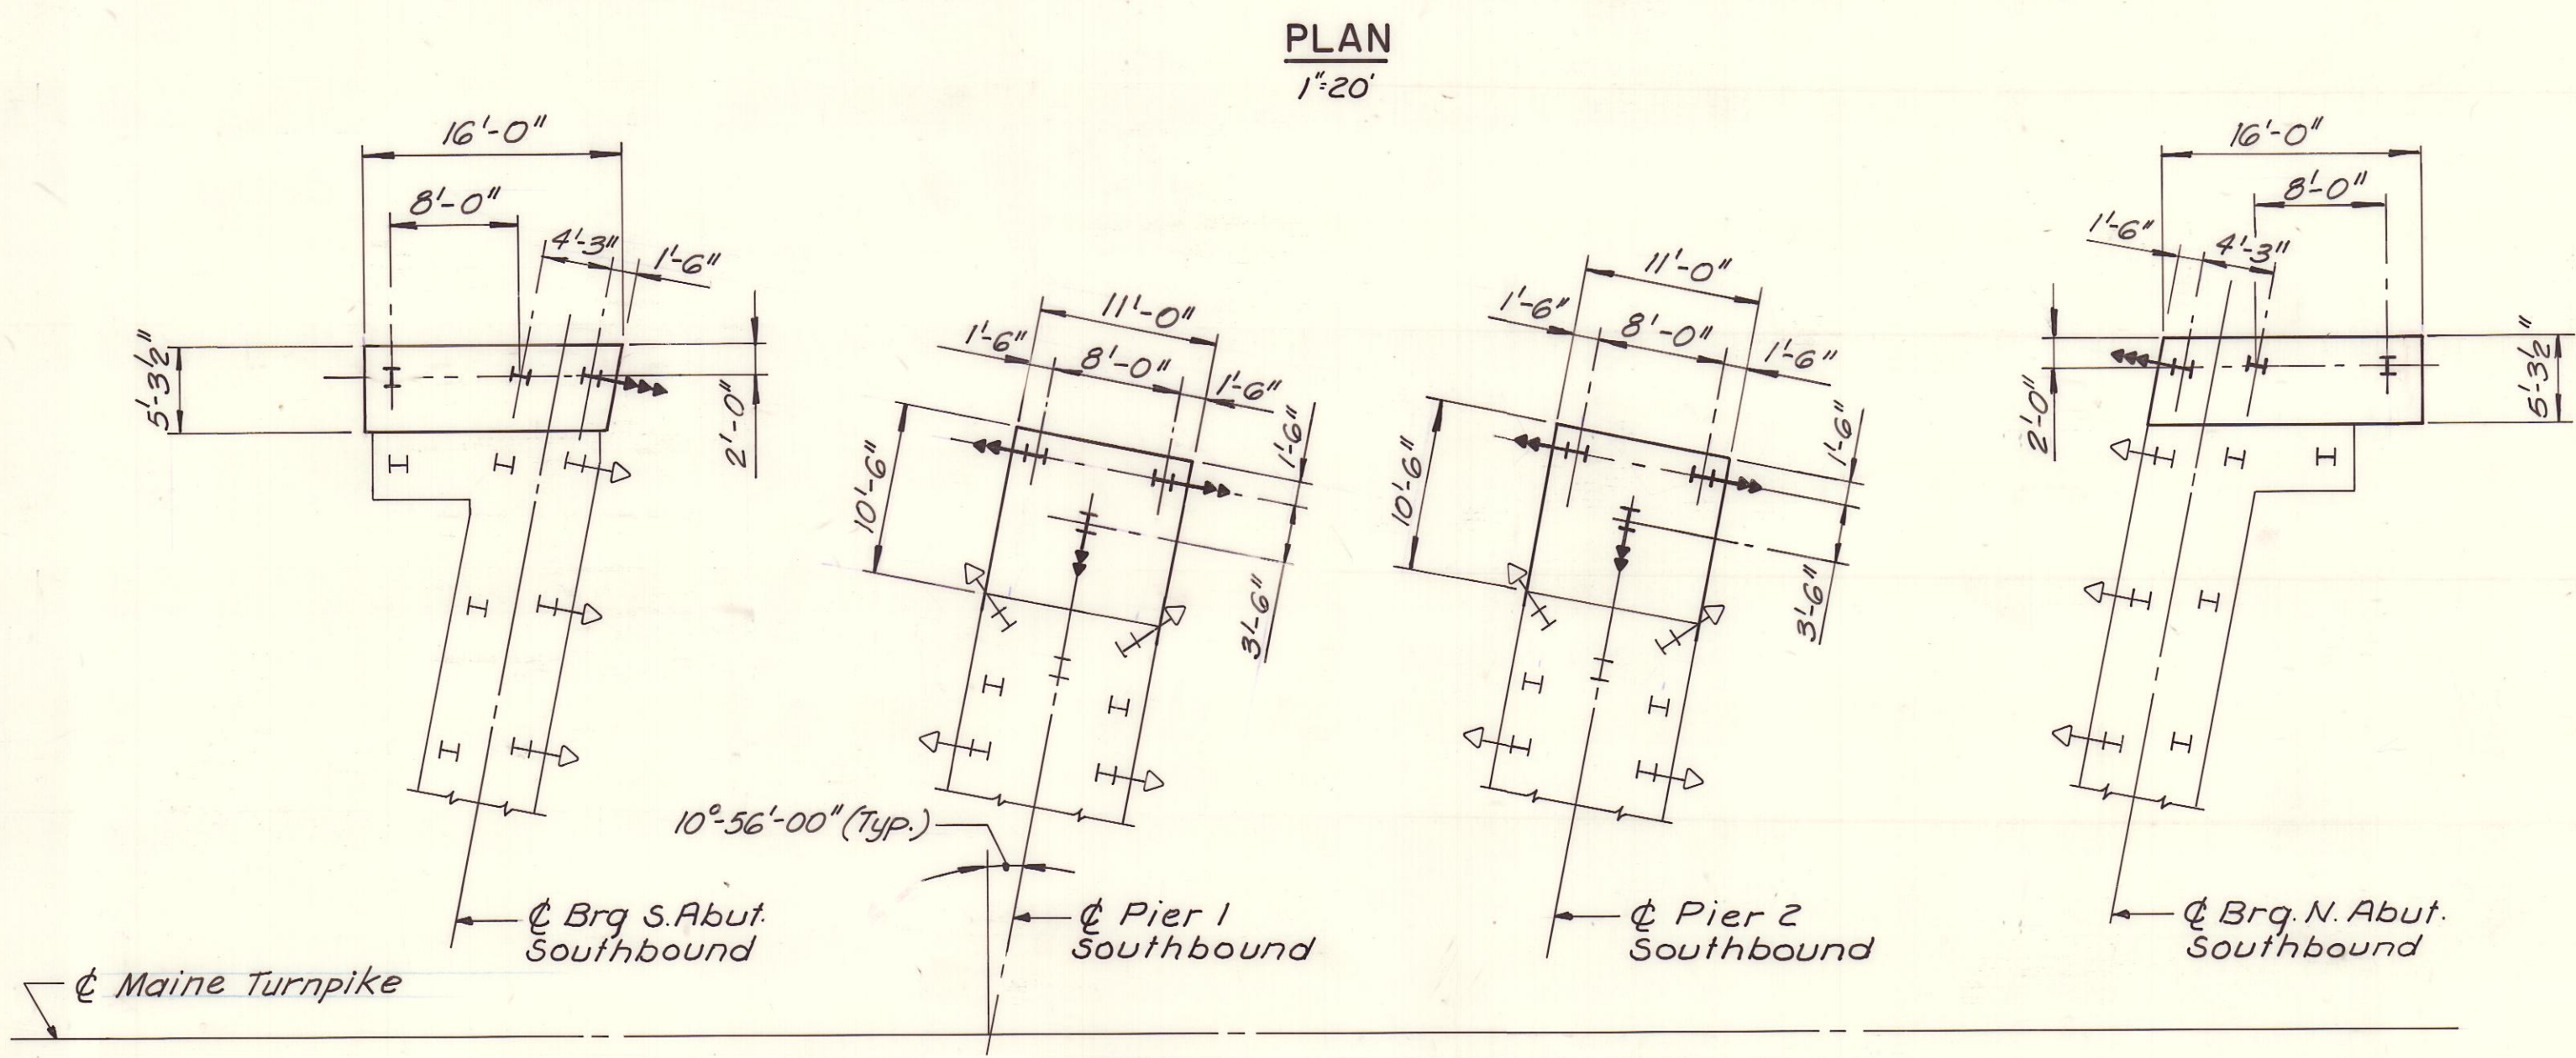 PLAN
1"=20'
16'-0"
8'-0"
4'-3"
1'-6"
5'-3½"
2'-0"
11'-0"
1'-6"
8'-0"
1'-6"
1'-6"
10'-6"
3'-6"
11'-0"
1'-6"
8'-0"
1'-6"
1'-6"
10'-6"
3'-6"
16'-0"
8'-0"
1'-6"
4'-3"
2'-0"
5'-3½"
10°-56'-00" (Typ.)
℄ Brg S. Abut.
Southbound
℄ Pier 1
Southbound
℄ Pier 2
Southbound
℄ Brg. N. Abut.
Southbound
℄ Maine Turnpike